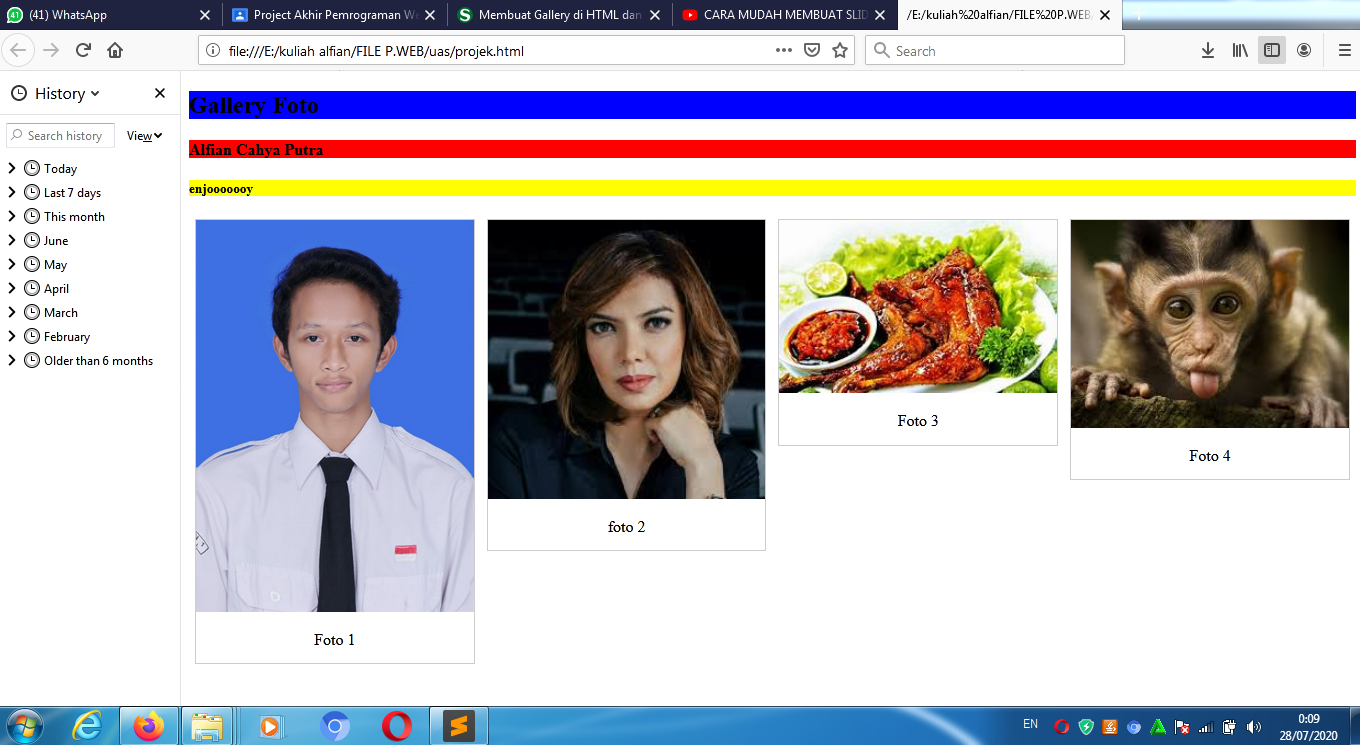 (41) WhatsApp
Project Akhir Pemrograman We
Membuat Gallery di HTML dan
CARA MUDAH MEMBUAT SLID
/E:/kuliah%20alfian/FILE%20P.WEB/
file:///E:/kuliah alfian/FILE P.WEB/uas/projek.html
Search
History
Search history
View
Today
Last 7 days
This month
June
May
April
March
February
Older than 6 months
Gallery Foto
Alfian Cahya Putra
enjooooooy
Foto 1
foto 2
Foto 3
Foto 4
EN
0:09
28/07/2020